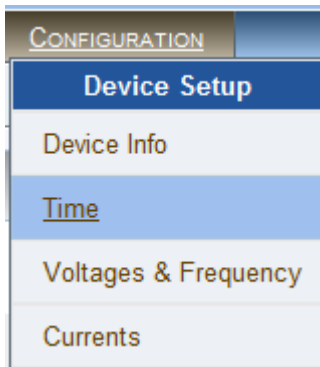 CONFIGURATION
Device Setup
Device Info
Time
Voltages & Frequency
Currents